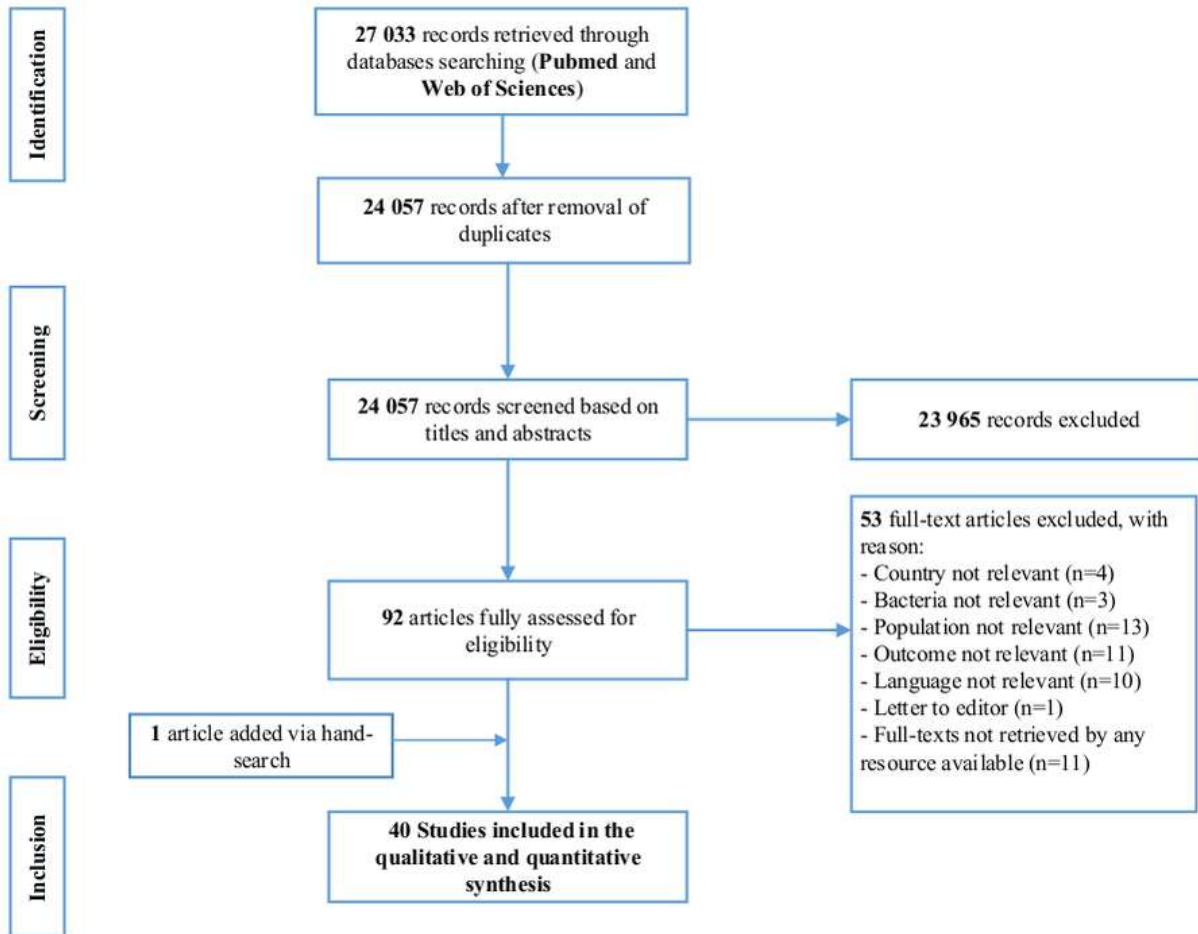 Identification
27 033 records retrieved through
databases searching (Pubmed and
Web of Sciences)
24 057 records after removal of
duplicates
Screening
24 057 records screened based on
titles and abstracts
23 965 records excluded
Eligibility
92 articles fully assessed for
eligibility
53 full-text articles excluded, with
reason:
- Country not relevant (n=4)
- Bacteria not relevant (n=3)
- Population not relevant (n=13)
- Outcome not relevant (n=11)
- Language not relevant (n=10)
- Letter to editor (n=1)
- Full-texts not retrieved by any
resource available (n=11)
1 article added via hand-
search
Inclusion
40 Studies included in the
qualitative and quantitative
synthesis